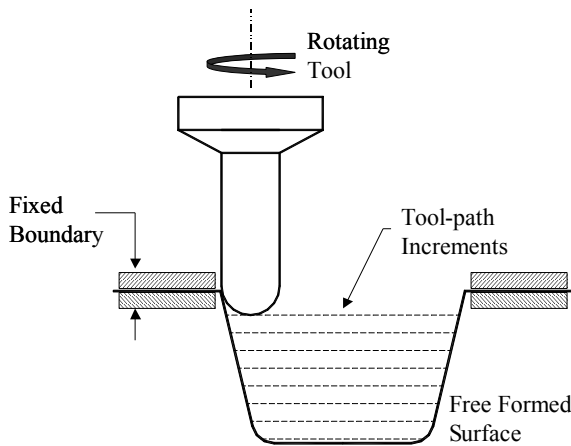 Rotating
Tool
Fixed
Boundary
Tool-path
Increments
Free Formed
Surface